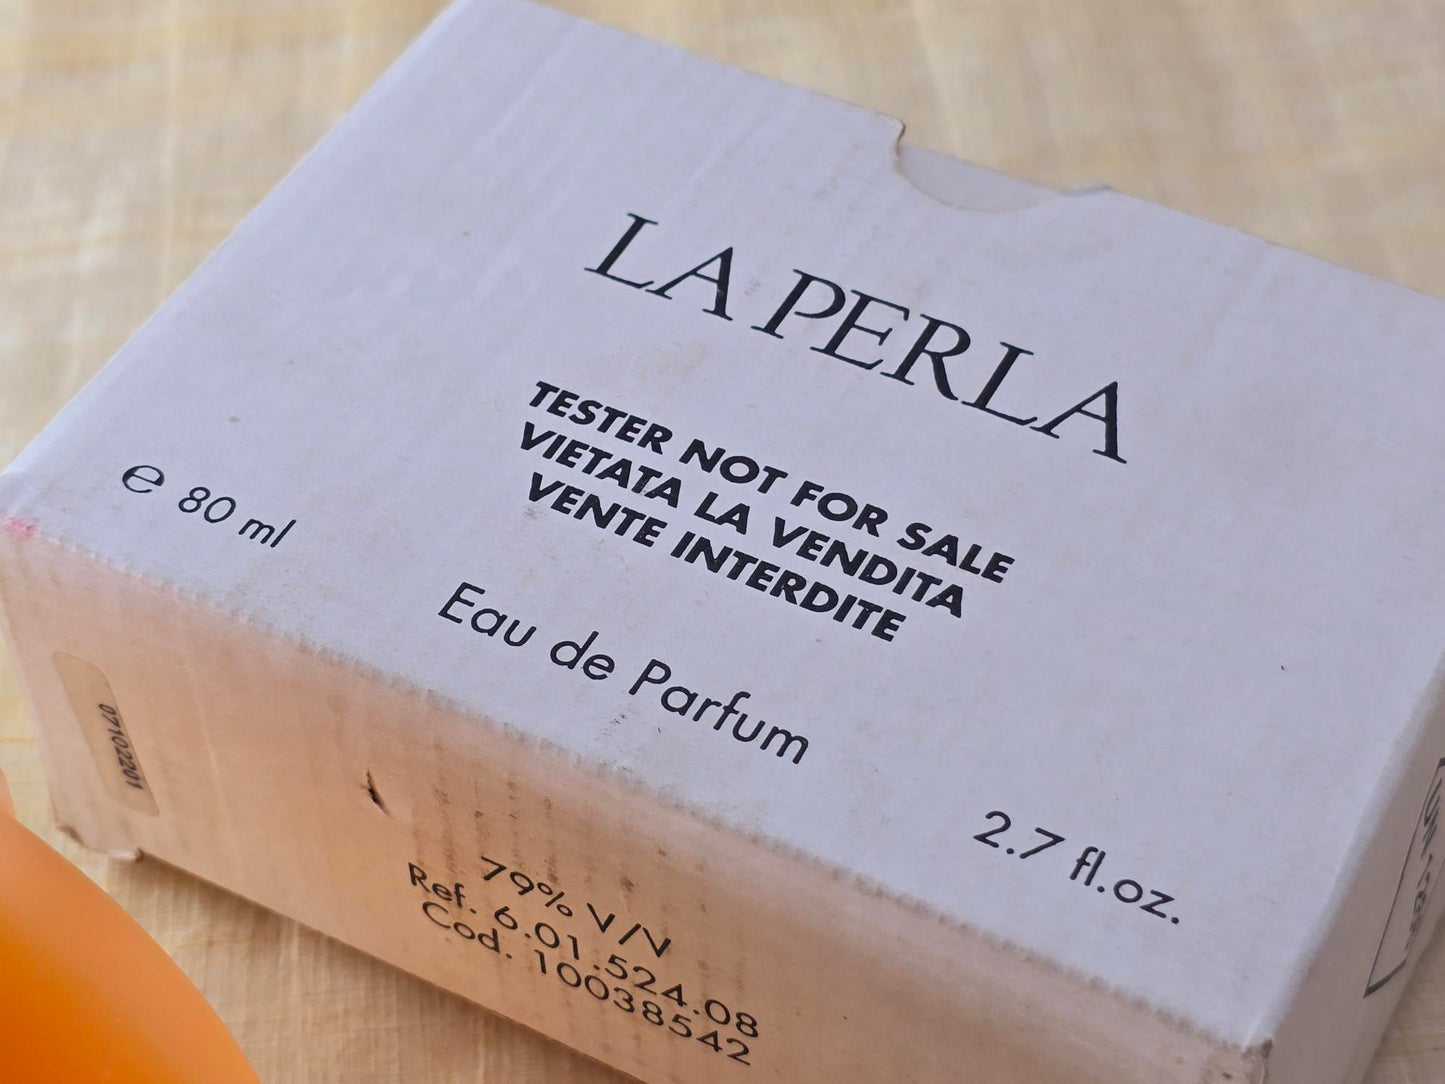 LA PERLA
TESTER NOT FOR SALE
VIETATA LA VENDITA
VENTE INTERDITE
℮ 80 ml
Eau de Parfum
2.7 fl.oz.
07102201
79% V/V
Ref. 6.01.524.08
Cod. 10038542